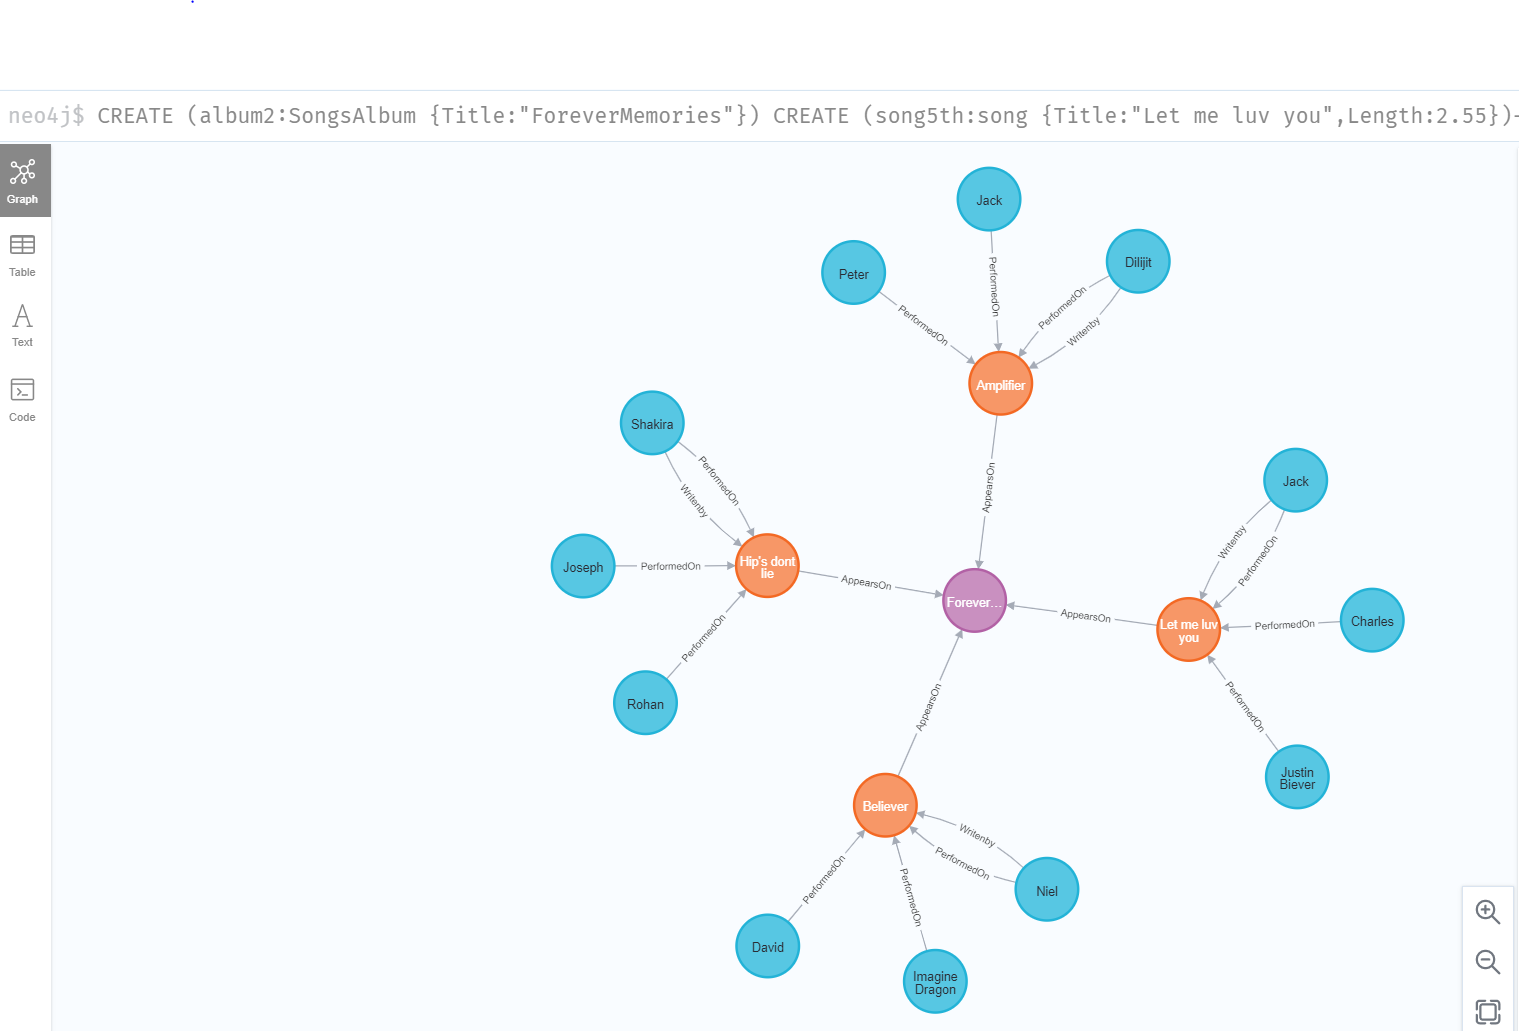 neo4j$ CREATE (album2:SongsAlbum {Title:"ForeverMemories"}) CREATE (song5th:song {Title:"Let me luv you",Length:2.55})-
Graph
Table
Text
Code
Jack
Peter
Dilijit
PerformedOn
PerformedOn
PerformedOn
Writenby
Amplifier
AppearsOn
Shakira
PerformedOn
Writenby
Joseph
PerformedOn
Hip's dont
lie
AppearsOn
Rohan
PerformedOn
Forever...
Jack
Writenby
PerformedOn
Let me luv
you
AppearsOn
Charles
PerformedOn
PerformedOn
Justin
Biever
AppearsOn
Believer
Writenby
PerformedOn
Niel
PerformedOn
David
PerformedOn
Imagine
Dragon